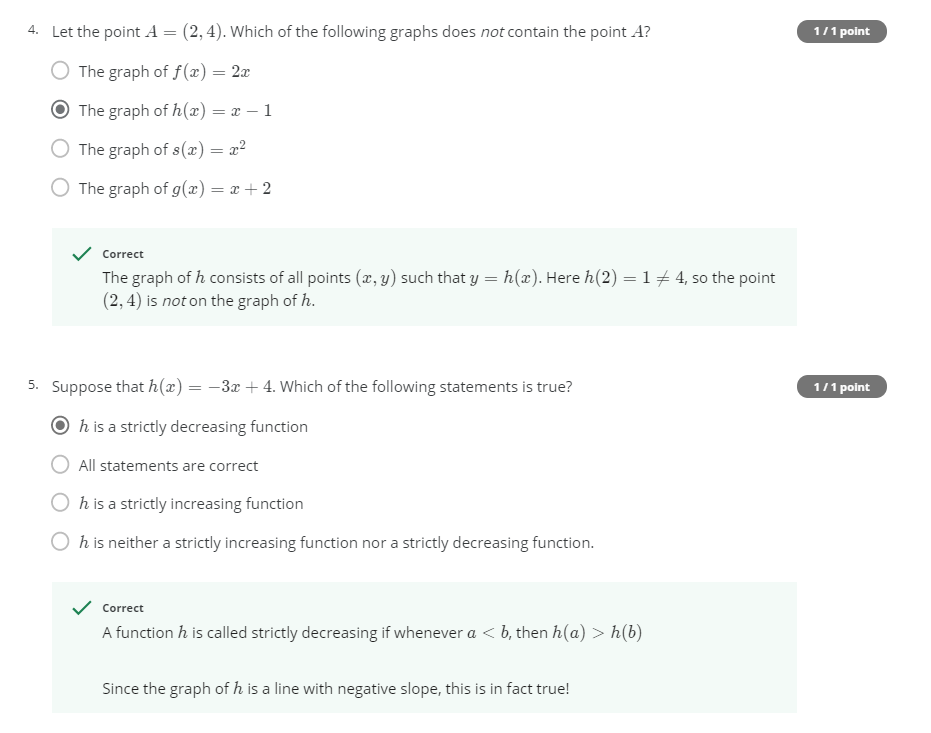 4. Let the point A = (2, 4). Which of the following graphs does not contain the point A?
1 / 1 point
The graph of f(x) = 2x
The graph of h(x) = x − 1
The graph of s(x) = x²
The graph of g(x) = x + 2
Correct
The graph of h consists of all points (x, y) such that y = h(x). Here h(2) = 1 ≠ 4, so the point
(2, 4) is not on the graph of h.
5. Suppose that h(x) = −3x + 4. Which of the following statements is true?
1 / 1 point
h is a strictly decreasing function
All statements are correct
h is a strictly increasing function
h is neither a strictly increasing function nor a strictly decreasing function.
Correct
A function h is called strictly decreasing if whenever a < b, then h(a) > h(b)
Since the graph of h is a line with negative slope, this is in fact true!